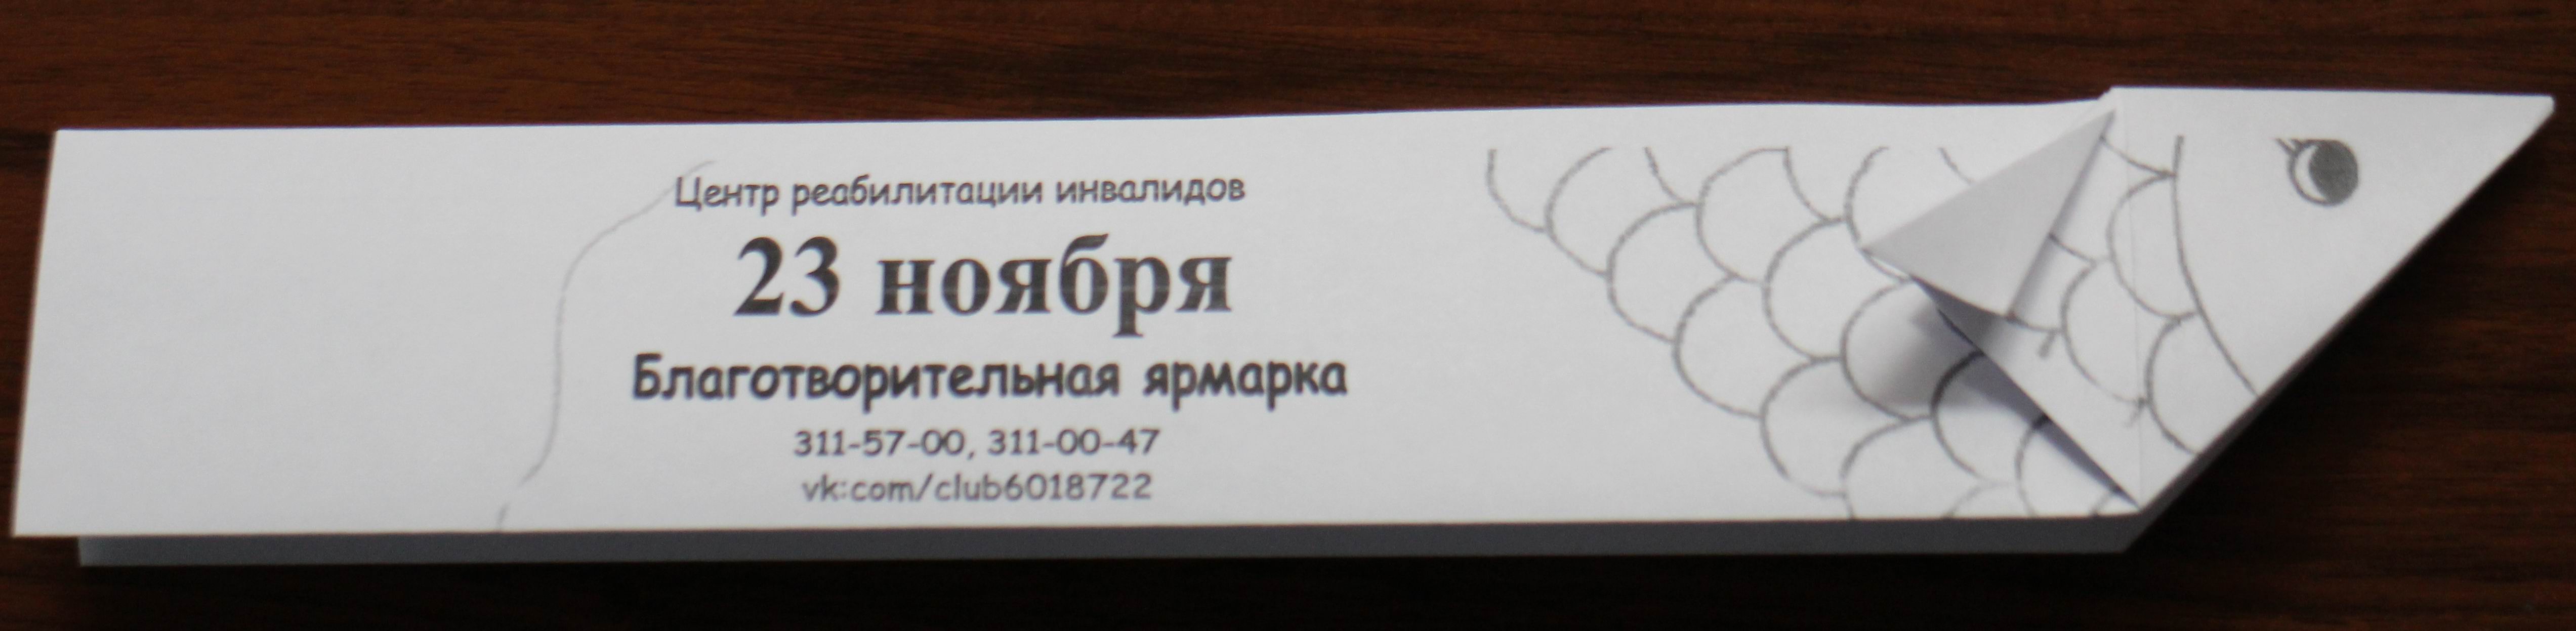 Центр реабилитации инвалидов
23 ноября
Благотворительная ярмарка
311-57-00, 311-00-47
vk.com/club6018722